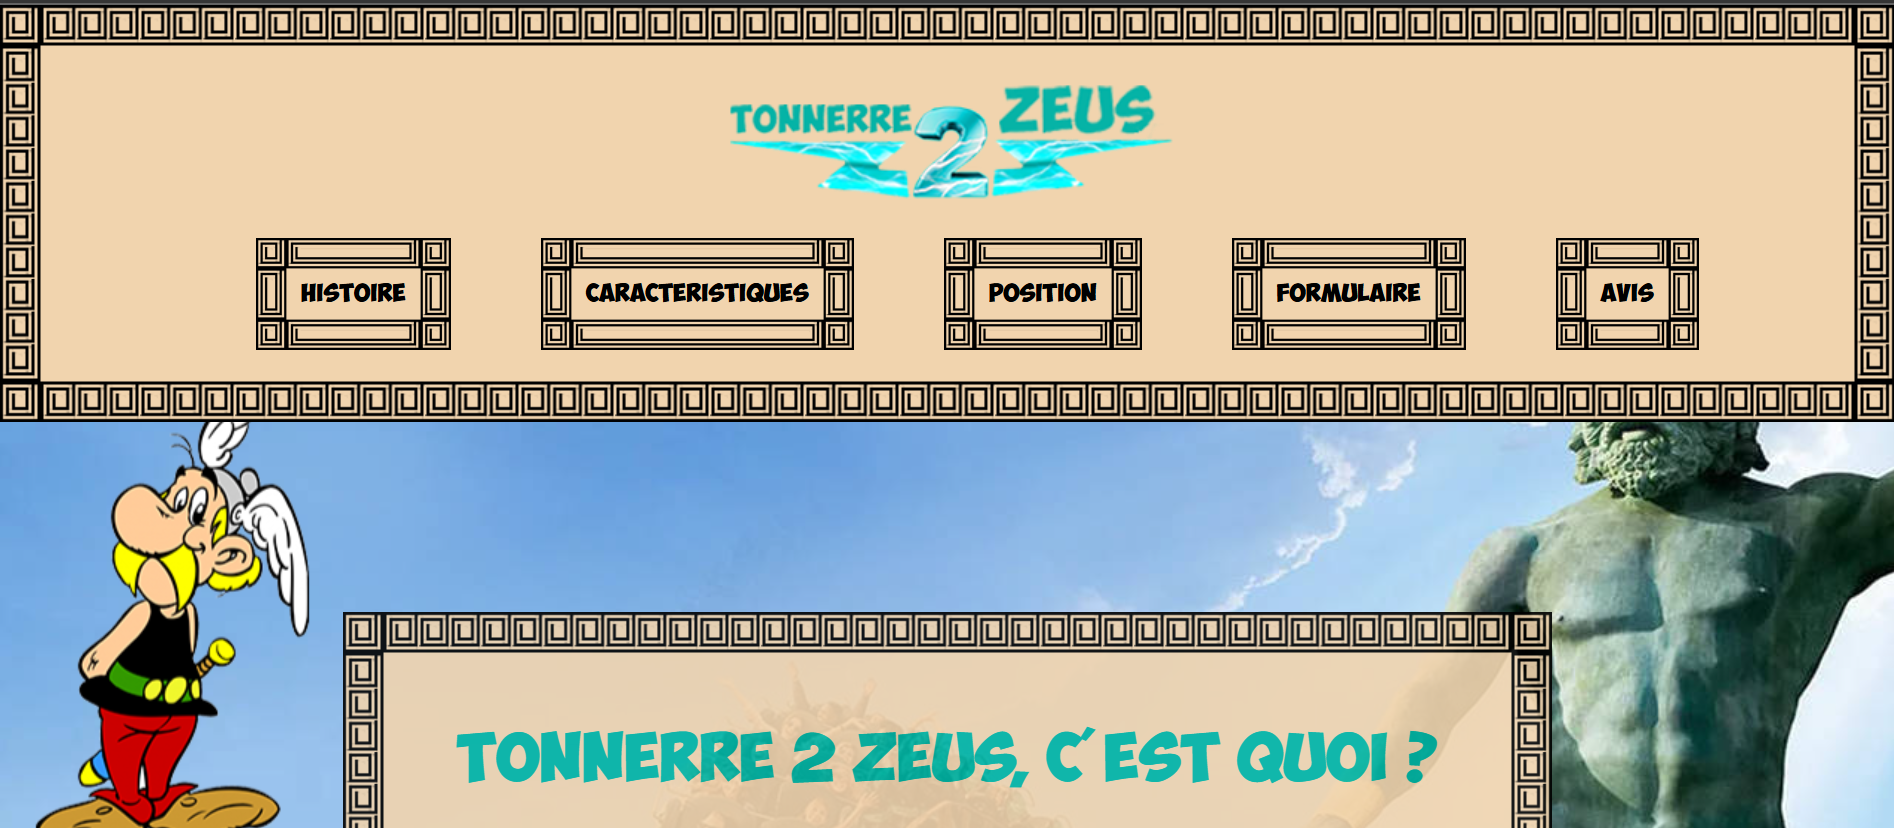 TONNERRE 2 ZEUS
HISTOIRE CARACTERISTIQUES POSITION FORMULAIRE AVIS
TONNERRE 2 ZEUS, C'EST QUOI ?